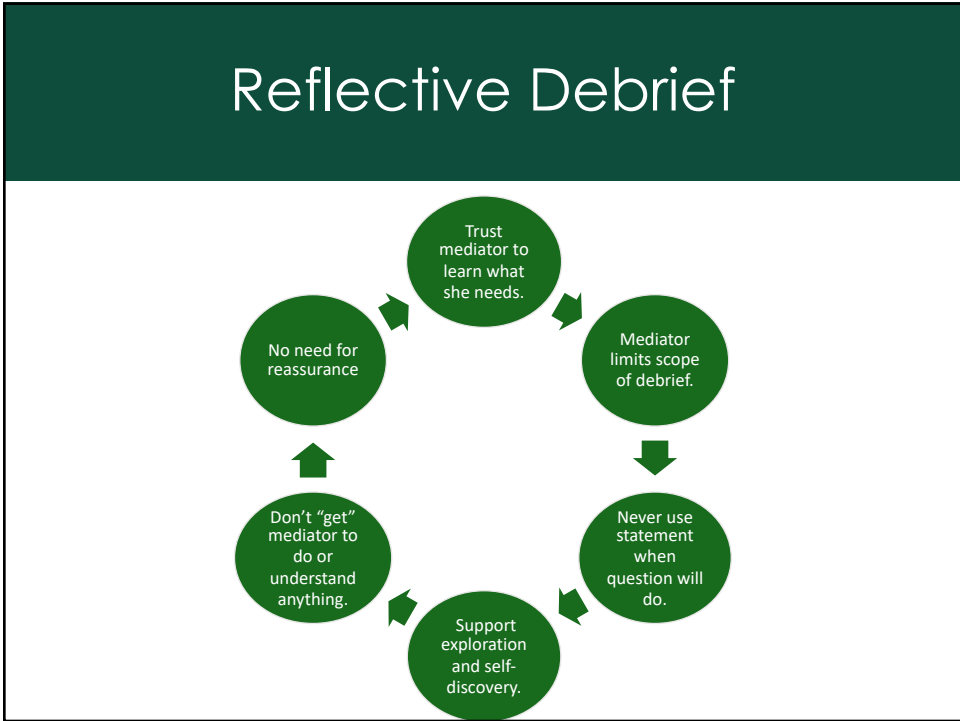 Reflective Debrief
Trust
mediator to
learn what
she needs.
Mediator
limits scope
of debrief.
Never use
statement
when
question will
do.
Support
exploration
and self-
discovery.
Don’t “get”
mediator to
do or
understand
anything.
No need for
reassurance